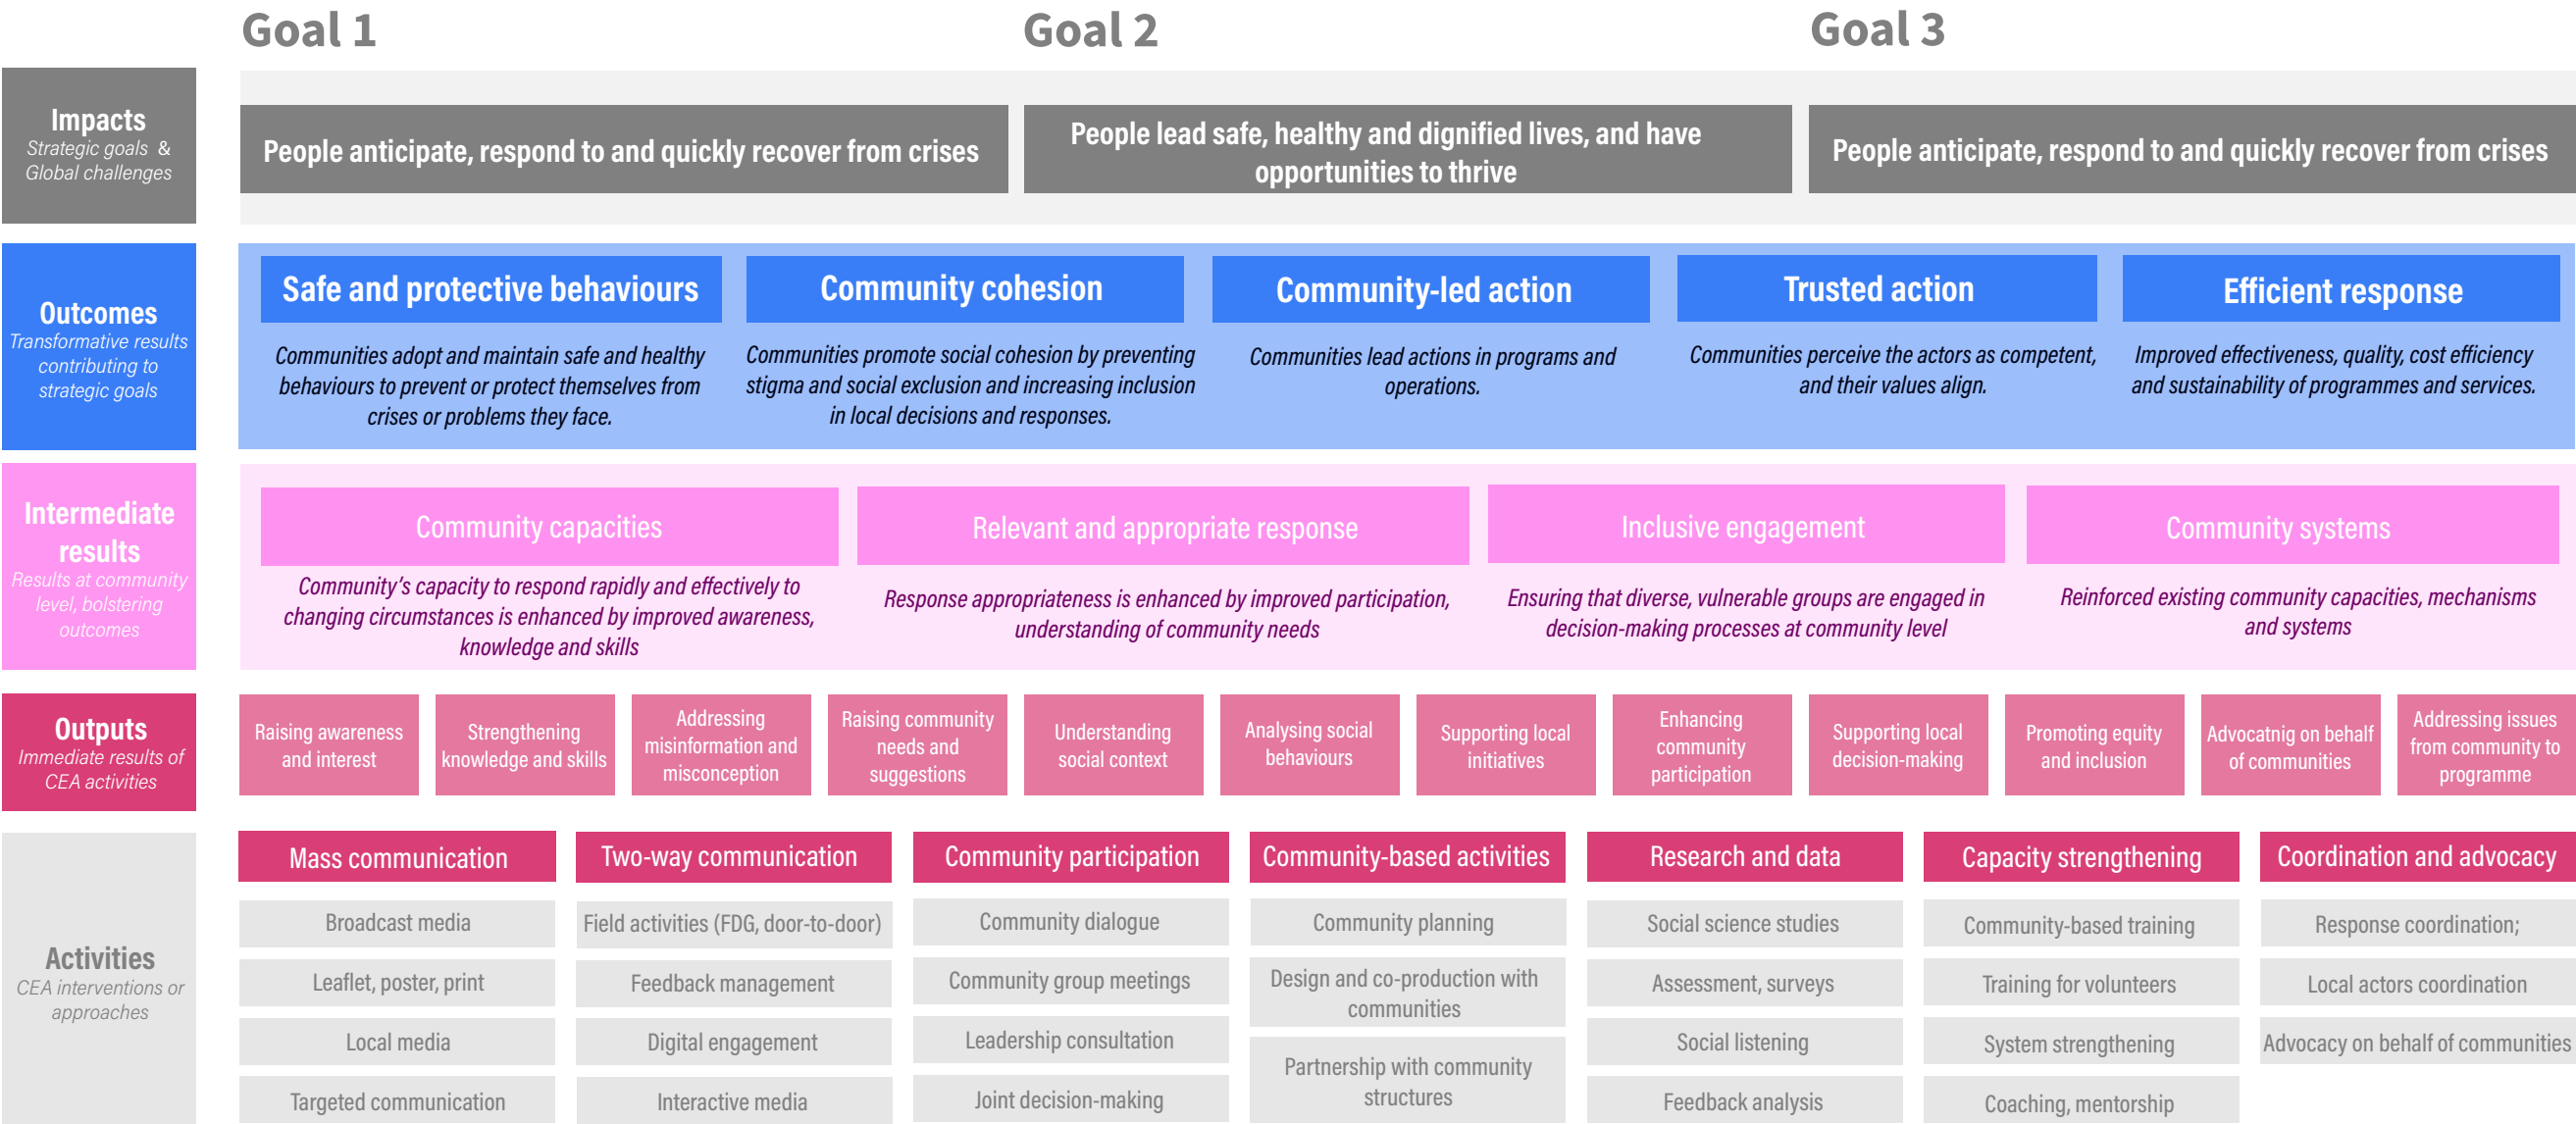 Goal 1
Goal 2
Goal 3
Impacts
Strategic goals &
Global challenges
People anticipate, respond to and quickly recover from crises
People lead safe, healthy and dignified lives, and have
opportunities to thrive
People anticipate, respond to and quickly recover from crises
Outcomes
Transformative results
contributing to
strategic goals
Safe and protective behaviours
Communities adopt and maintain safe and healthy
behaviours to prevent or protect themselves from
crises or problems they face.
Community cohesion
Communities promote social cohesion by preventing
stigma and social exclusion and increasing inclusion
in local decisions and responses.
Community-led action
Communities lead actions in programs and
operations.
Trusted action
Communities perceive the actors as competent,
and their values align.
Efficient response
Improved effectiveness, quality, cost efficiency
and sustainability of programmes and services.
Intermediate
results
Results at community
level, bolstering
outcomes
Community capacities
Community's capacity to respond rapidly and effectively to
changing circumstances is enhanced by improved awareness,
knowledge and skills
Relevant and appropriate response
Response appropriateness is enhanced by improved participation,
understanding of community needs
Inclusive engagement
Ensuring that diverse, vulnerable groups are engaged in
decision-making processes at community level
Community systems
Reinforced existing community capacities, mechanisms
and systems
Outputs
Immediate results of
CEA activities
Raising awareness
and interest
Strengthening
knowledge and skills
Addressing
misinformation and
misconception
Raising community
needs and
suggestions
Understanding
social context
Analysing social
behaviours
Supporting local
initiatives
Enhancing
community
participation
Supporting local
decision-making
Promoting equity
and inclusion
Advocatnig on behalf
of communities
Addressing issues
from community to
programme
Activities
CEA interventions or
approaches
Mass communication
Broadcast media
Leaflet, poster, print
Local media
Targeted communication
Two-way communication
Field activities (FDG, door-to-door)
Feedback management
Digital engagement
Interactive media
Community participation
Community dialogue
Community group meetings
Leadership consultation
Joint decision-making
Community-based activities
Community planning
Design and co-production with
communities
Partnership with community
structures
Research and data
Social science studies
Assessment, surveys
Social listening
Feedback analysis
Capacity strengthening
Community-based training
Training for volunteers
System strengthening
Coaching, mentorship
Coordination and advocacy
Response coordination;
Local actors coordination
Advocacy on behalf of communities